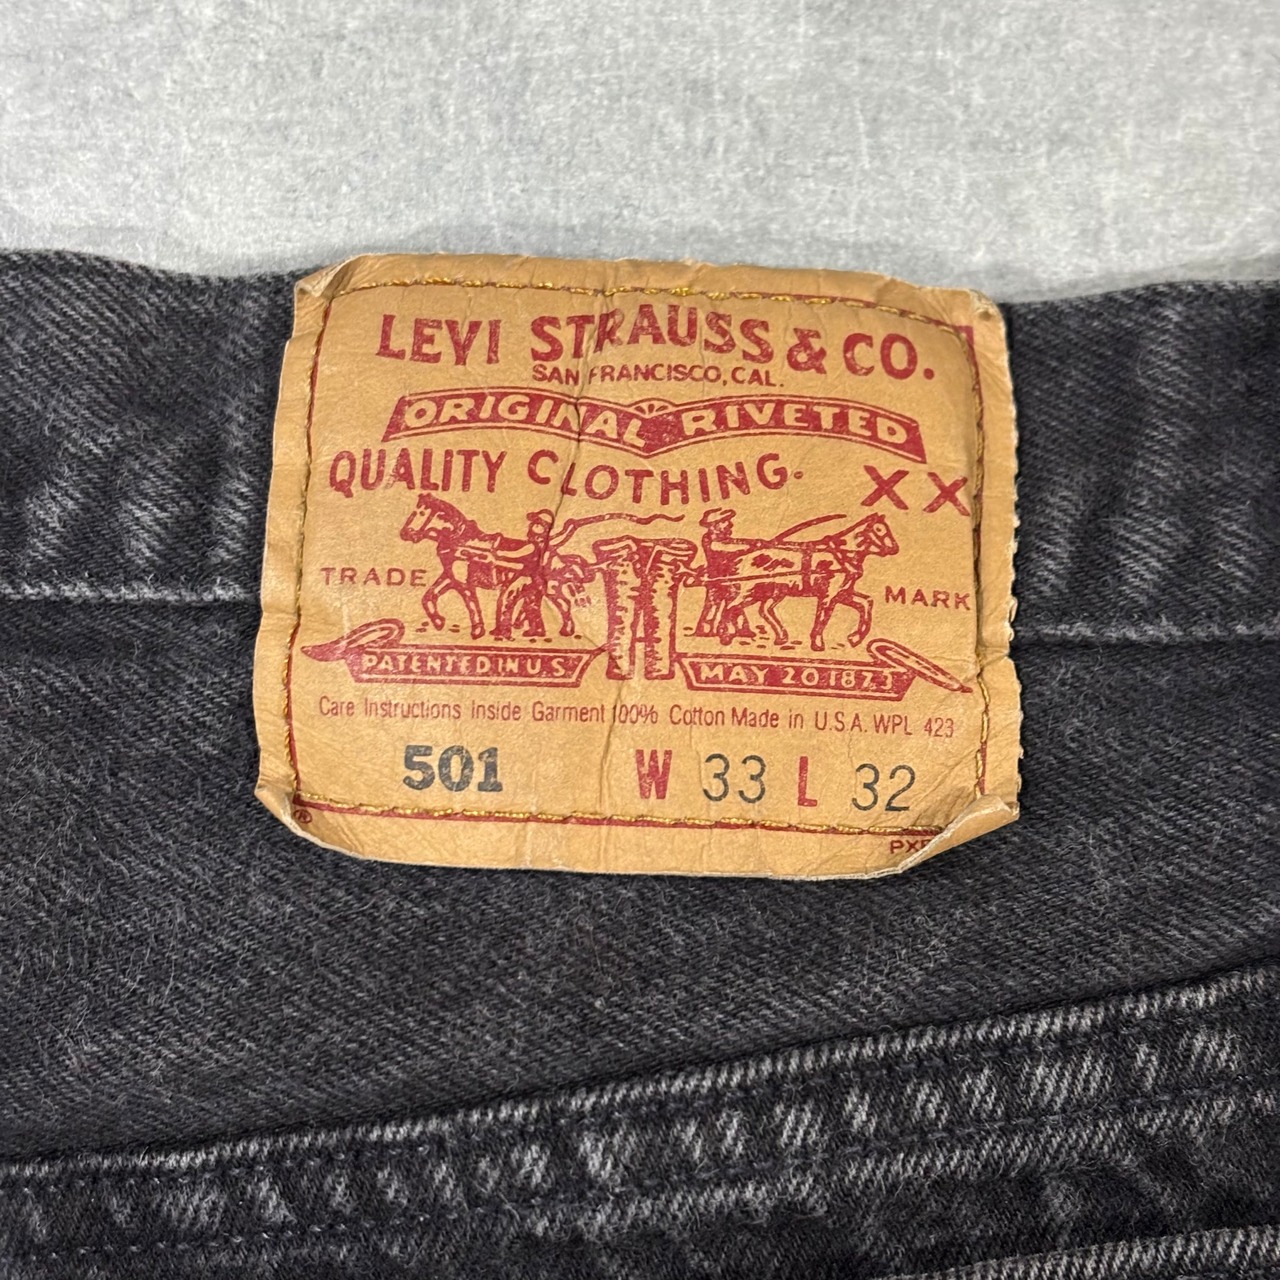 LEVI STRAUSS & CO.
SAN FRANCISCO, CAL.
ORIGINAL RIVETED
QUALITY CLOTHING. XX
TRADE MARK
PATENTED IN U.S. MAY 20 1873
Care Instructions Inside Garment 100% Cotton Made in U.S.A. WPL 423
501 W 33 L 32
®